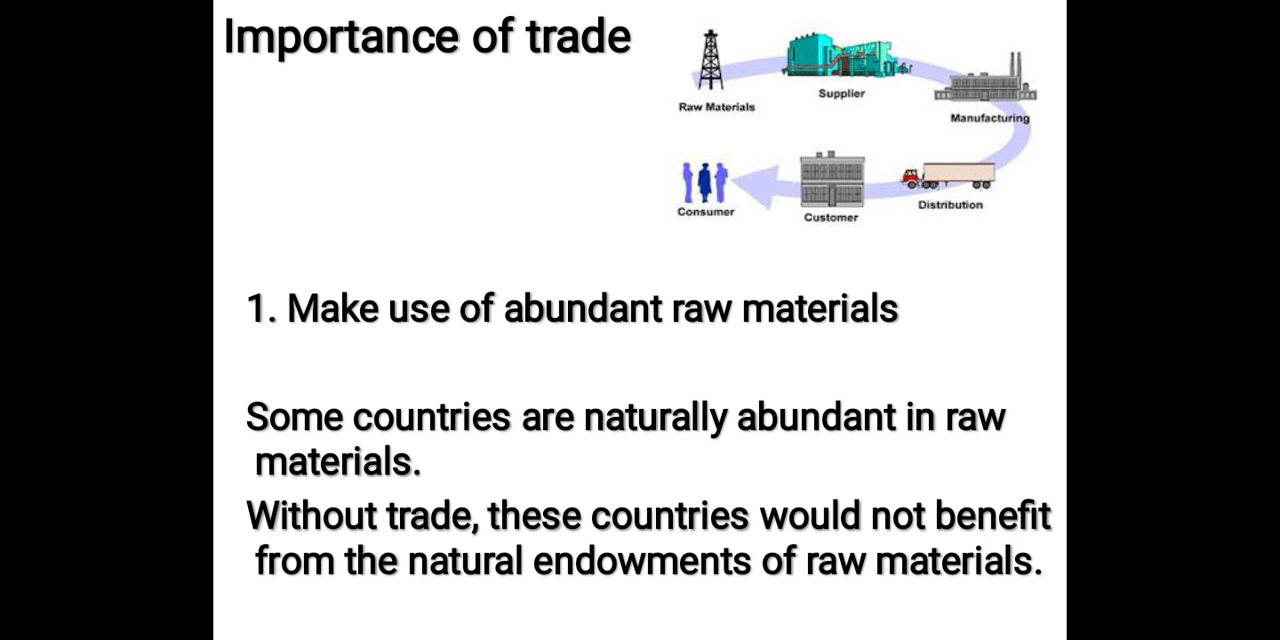 Importance of trade
Raw Materials
Supplier
Manufacturing
Distribution
Customer
Consumer
1. Make use of abundant raw materials
Some countries are naturally abundant in raw
materials.
Without trade, these countries would not benefit
from the natural endowments of raw materials.